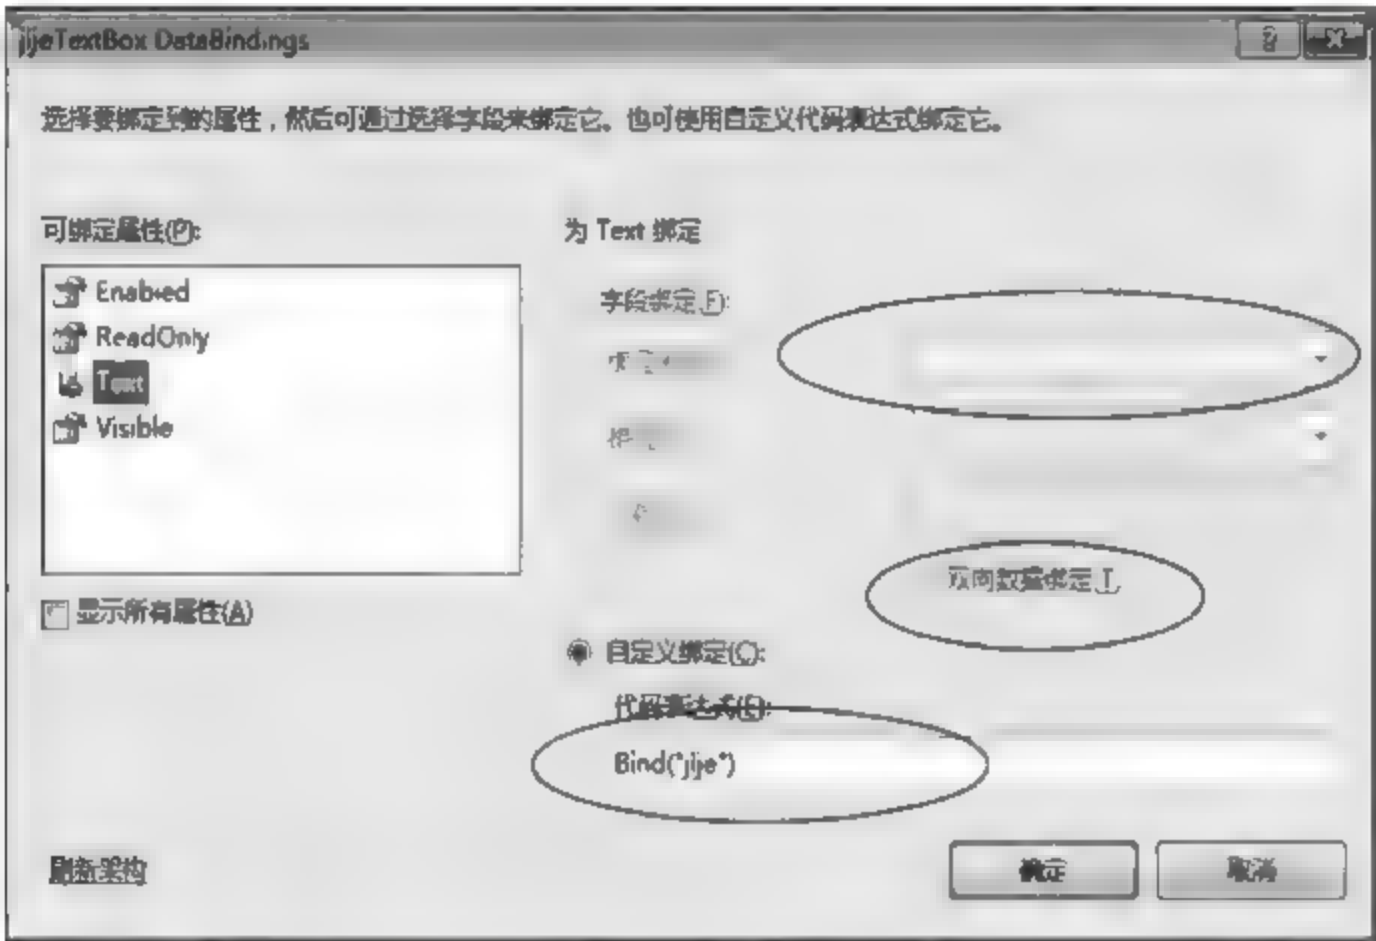 jijeTextBox DataBindings
选择要绑定到的属性，然后可通过选择字段来绑定它。也可使用自定义代码表达式绑定它。
可绑定属性(P):
为 Text 绑定
Enabled
字段绑定(F):
ReadOnly
Text
Visible
双向数据绑定(T)
显示所有属性(A)
自定义绑定(C):
代码表达式(E):
Bind("jije")
刷新架构
确定
取消